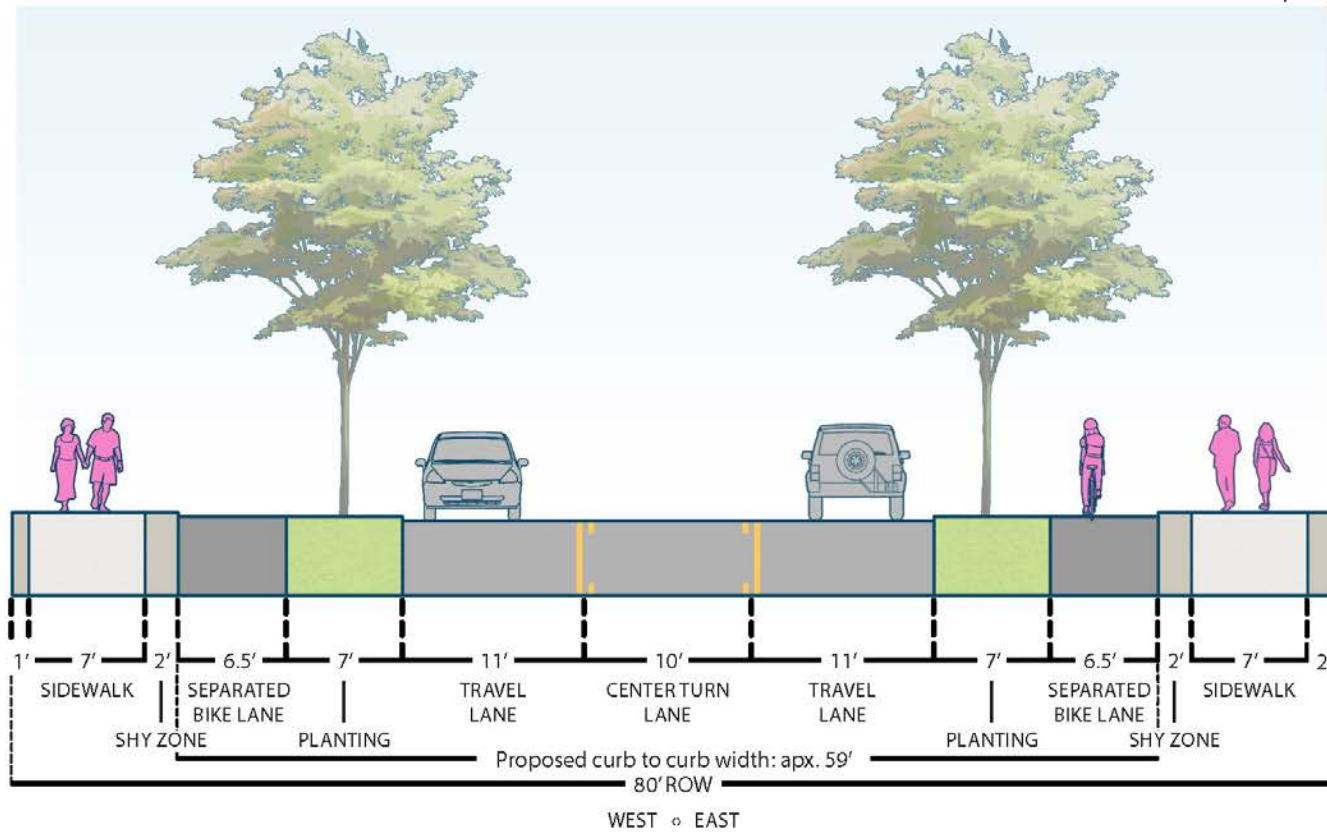 1' 7' 2' 6.5' 7' 11' 10' 11' 7' 6.5' 2' 7' 2
SIDEWALK SEPARATED BIKE LANE TRAVEL LANE CENTER TURN LANE TRAVEL LANE SEPARATED BIKE LANE SIDEWALK
SHY ZONE PLANTING PLANTING SHY ZONE
Proposed curb to curb width: apx. 59'
80' ROW
WEST EAST